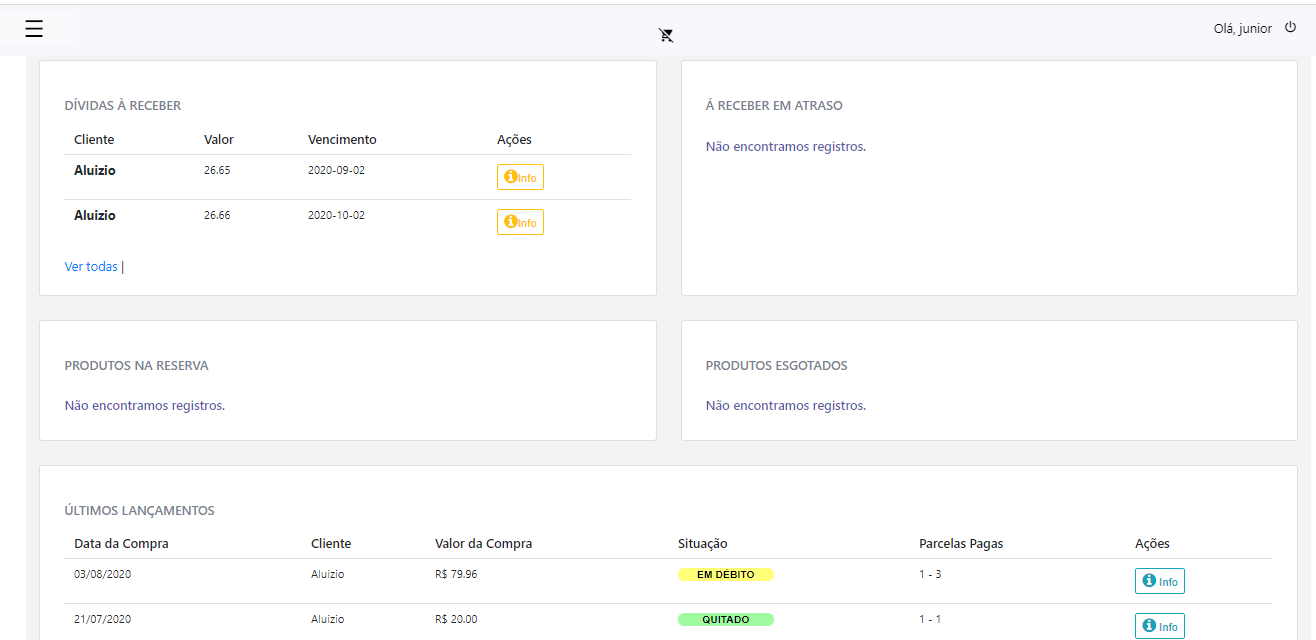 Olá, junior
DÍVIDAS À RECEBER
Cliente Valor Vencimento Ações
Aluizio 26.65 2020-09-02 Info
Aluizio 26.66 2020-10-02 Info
Ver todas |
Á RECEBER EM ATRASO
Não encontramos registros.
PRODUTOS NA RESERVA
Não encontramos registros.
PRODUTOS ESGOTADOS
Não encontramos registros.
ÚLTIMOS LANÇAMENTOS
Data da Compra Cliente Valor da Compra Situação Parcelas Pagas Ações
03/08/2020 Aluizio R$ 79.96 EM DÉBITO 1 - 3 Info
21/07/2020 Aluizio R$ 20.00 QUITADO 1 - 1 Info